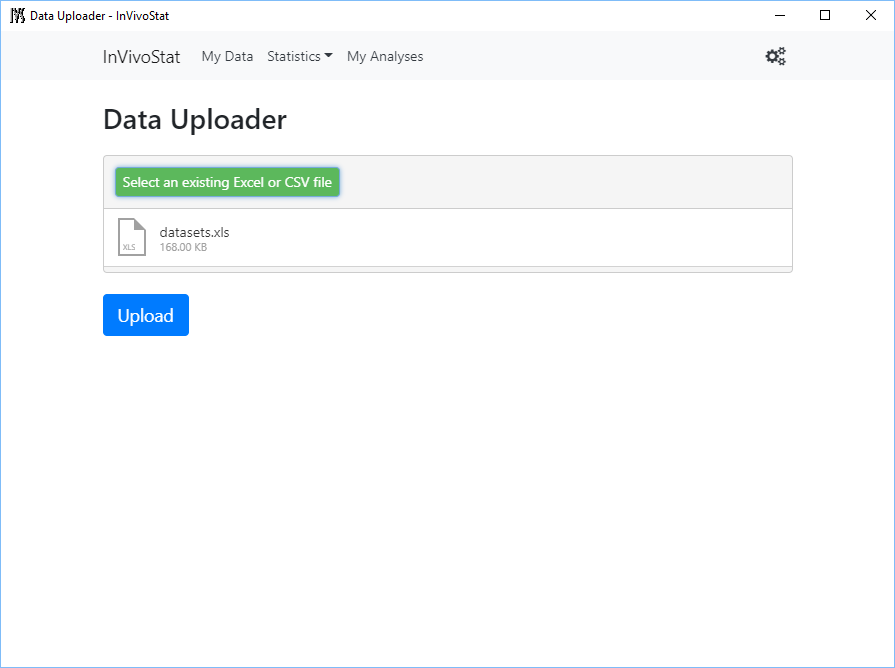 Data Uploader - InVivoStat
InVivoStat My Data Statistics My Analyses
Data Uploader
Select an existing Excel or CSV file
datasets.xls
XLS
168.00 KB
Upload